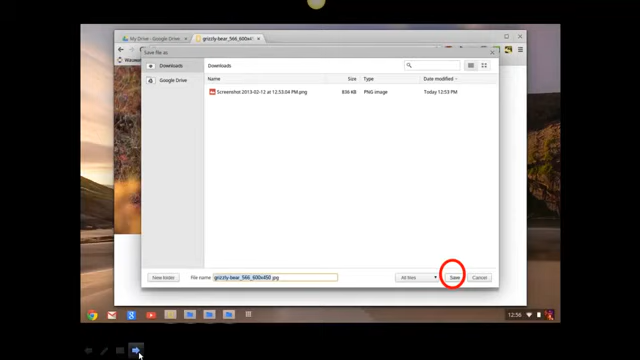 My Drive - Google Drive
grizzly-bear_566_600x45
Save file as
Downloads
Downloads
Google Drive
Name Size Type Date modified
Screenshot 2013-02-12 at 12.53.04 PM.png 836 KB PNG image Today 12:53 PM
New folder
File name grizzly-bear_566_600x450.jpg
All files
Save
Cancel
12:56